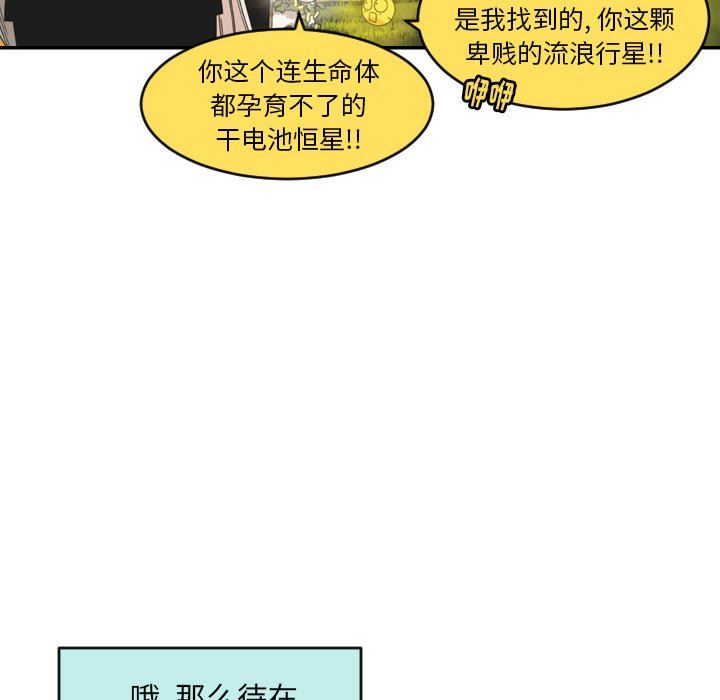 是我找到的, 你这颗
卑贱的流浪行星!!
咿咿
你这个连生命体
都孕育不了的
干电池恒星!!
哦, 那么待在